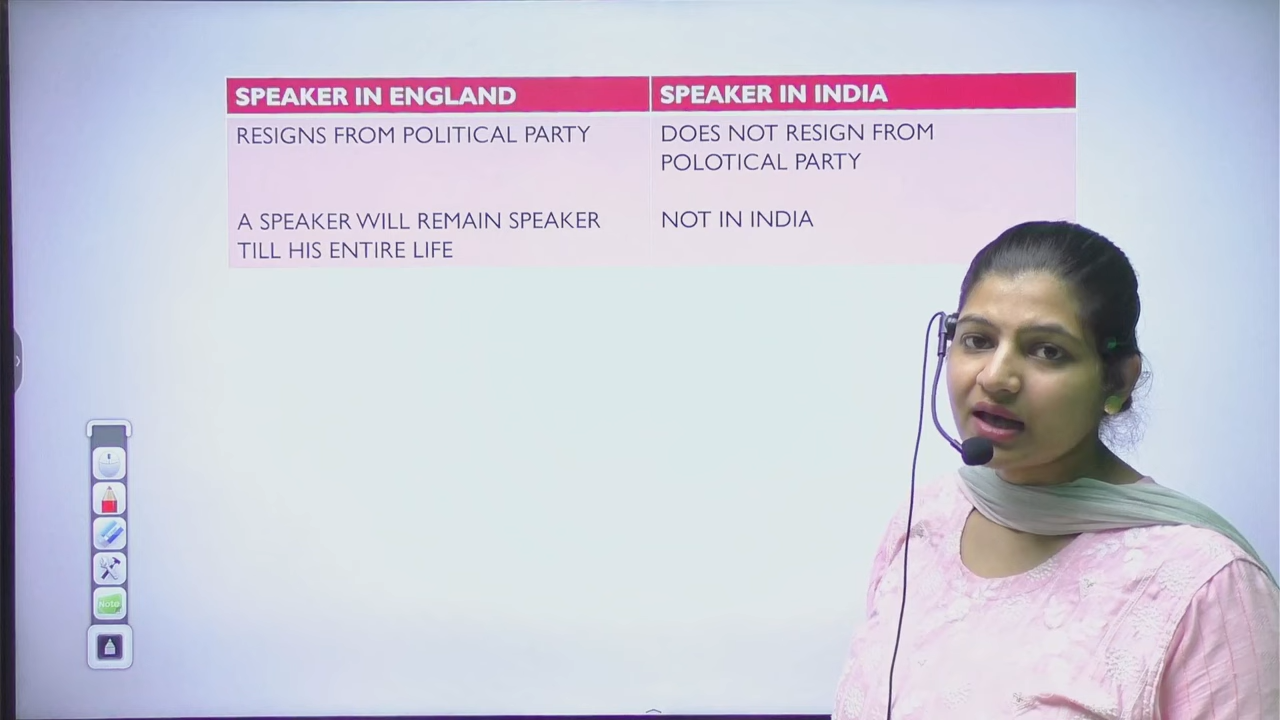 SPEAKER IN ENGLAND
SPEAKER IN INDIA
RESIGNS FROM POLITICAL PARTY
DOES NOT RESIGN FROM
POLOTICAL PARTY
A SPEAKER WILL REMAIN SPEAKER
TILL HIS ENTIRE LIFE
NOT IN INDIA
Note